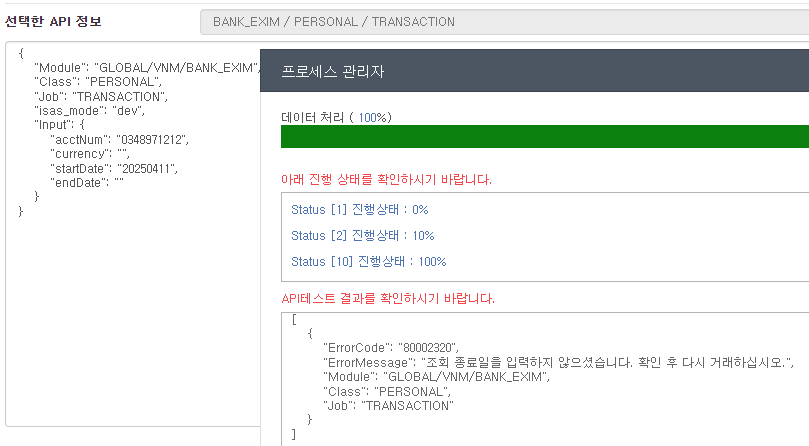 선택한 API 정보
BANK_EXIM / PERSONAL / TRANSACTION
{
"Module": "GLOBAL/VNM/BANK_EXIM",
"Class": "PERSONAL",
"Job": "TRANSACTION",
"isas_mode": "dev",
"Input": {
"acctNum": "0348971212",
"currency": "",
"startDate": "20250411",
"endDate": ""
}
}
프로세스 관리자
데이터 처리 ( 100%)
아래 진행 상태를 확인하시기 바랍니다.
Status [1] 진행상태 : 0%
Status [2] 진행상태 : 10%
Status [10] 진행상태 : 100%
API테스트 결과를 확인하시기 바랍니다.
[
{
"ErrorCode": "80002320",
"ErrorMessage": "조회 종료일을 입력하지 않으셨습니다. 확인 후 다시 거래하십시오.",
"Module": "GLOBAL/VNM/BANK_EXIM",
"Class": "PERSONAL",
"Job": "TRANSACTION"
}
]